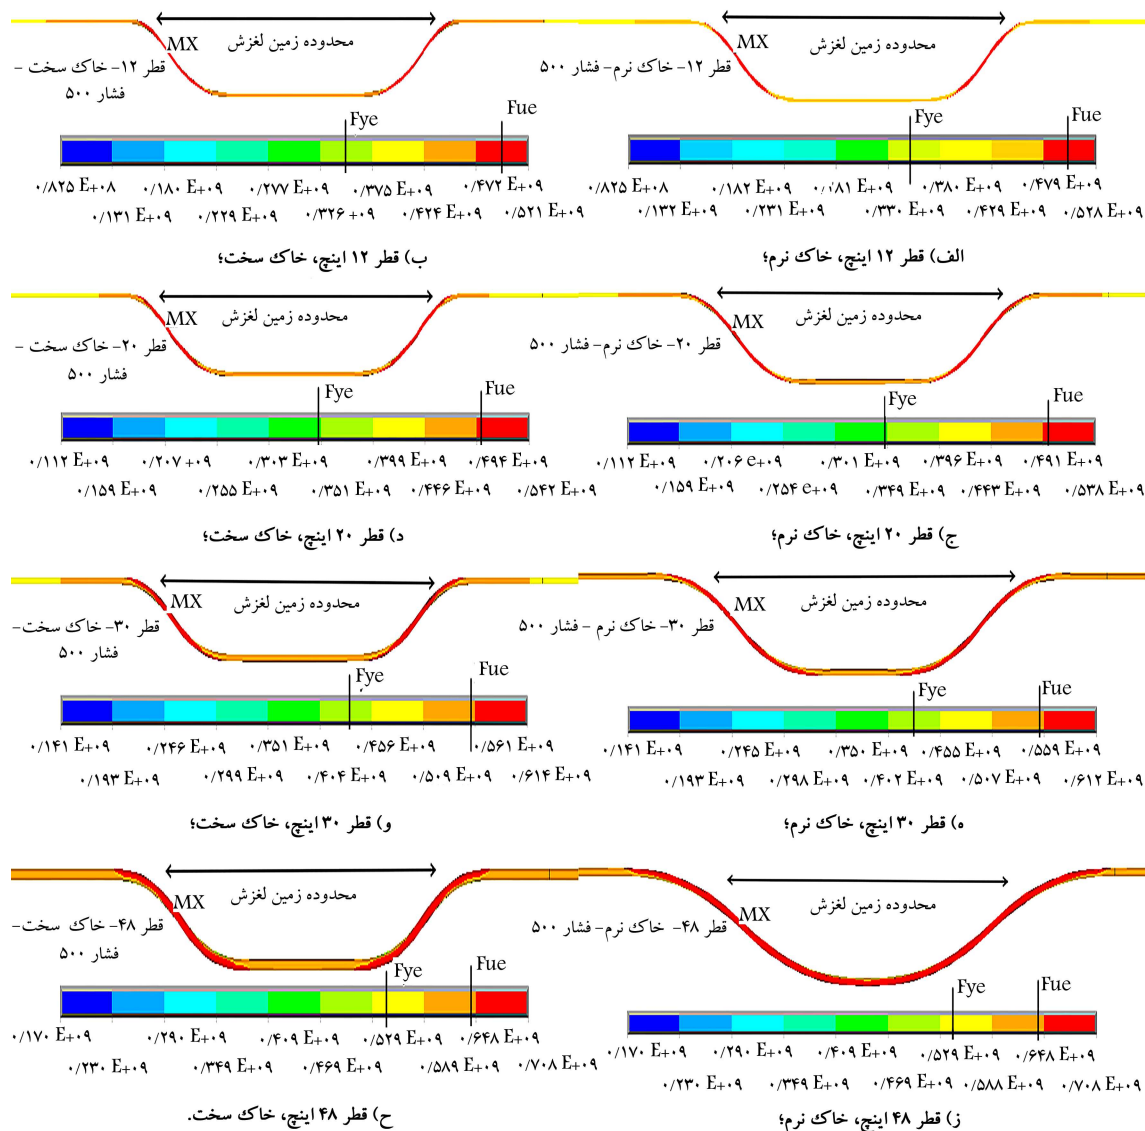 محدوده زمین لغزش
MX
قطر ۱۲- خاک نرم- فشار ۵۰۰
Fye
Fue
۰/۸۲۵ E+۰۸
۰/۱۸۲ E+۰۹
۰/۰۸۱ E+۰۹
۰/۳۸۰ E+۰۹
۰/۴۷۹ E+۰۹
۰/۱۳۲ E+۰۹
۰/۲۳۱ E+۰۹
۰/۳۳۰ E+۰۹
۰/۴۲۹ E+۰۹
۰/۵۲۸ E+۰۹
الف) قطر ۱۲ اینچ، خاک نرم؛
محدوده زمین لغزش
MX
قطر ۱۲- خاک سخت -
فشار ۵۰۰
Fye
Fue
۰/۸۲۵ E+۰۸
۰/۱۸۰ E+۰۹
۰/۲۷۷ E+۰۹
۰/۳۷۵ E+۰۹
۰/۴۷۲ E+۰۹
۰/۱۳۱ E+۰۹
۰/۲۲۹ E+۰۹
۰/۳۲۶ +۰۹
۰/۴۲۴ E+۰۹
۰/۵۲۱ E+۰۹
ب) قطر ۱۲ اینچ، خاک سخت؛
محدوده زمین لغزش
MX
قطر ۲۰- خاک نرم- فشار ۵۰۰
Fye
Fue
۰/۱۱۲ E+۰۹
۰/۲۰۶ e+۰۹
۰/۳۰۱ E+۰۹
۰/۳۹۶ E+۰۹
۰/۴۹۱ E+۰۹
۰/۱۵۹ E+۰۹
۰/۲۵۴ e+۰۹
۰/۳۴۹ E+۰۹
۰/۴۴۳ E+۰۹
۰/۵۳۸ E+۰۹
ج) قطر ۲۰ اینچ، خاک نرم؛
محدوده زمین لغزش
MX
قطر ۲۰- خاک سخت -
فشار ۵۰۰
Fye
Fue
۰/۱۱۲ E+۰۹
۰/۲۰۷ +۰۹
۰/۳۰۳ E+۰۹
۰/۳۹۹ E+۰۹
۰/۴۹۴ E+۰۹
۰/۱۵۹ E+۰۹
۰/۲۵۵ E+۰۹
۰/۳۵۱ E+۰۹
۰/۴۴۶ E+۰۹
۰/۵۴۲ E+۰۹
د) قطر ۲۰ اینچ، خاک سخت؛
محدوده زمین لغزش
MX
قطر ۳۰- خاک نرم - فشار ۵۰۰
Fye
Fue
۰/۱۴۱ E+۰۹
۰/۲۴۵ E+۰۹
۰/۳۵۰ E+۰۹
۰/۴۵۵ E+۰۹
۰/۵۵۹ E+۰۹
۰/۱۹۳ E+۰۹
۰/۲۹۸ E+۰۹
۰/۴۰۲ E+۰۹
۰/۵۰۷ E+۰۹
۰/۶۱۲ E+۰۹
ه) قطر ۳۰ اینچ، خاک نرم؛
محدوده زمین لغزش
MX
قطر ۳۰- خاک سخت-
فشار ۵۰۰
Fye
Fue
۰/۱۴۱ E+۰۹
۰/۲۴۶ E+۰۹
۰/۳۵۱ E+۰۹
۰/۴۵۶ E+۰۹
۰/۵۶۱ E+۰۹
۰/۱۹۳ E+۰۹
۰/۲۹۹ E+۰۹
۰/۴۰۴ E+۰۹
۰/۵۰۹ E+۰۹
۰/۶۱۴ E+۰۹
و) قطر ۳۰ اینچ، خاک سخت؛
محدوده زمین لغزش
MX
قطر ۴۸- خاک نرم- فشار ۵۰۰
Fye
Fue
۰/۱۷۰ E+۰۹
۰/۲۹۰ E+۰۹
۰/۴۰۹ E+۰۹
۰/۵۲۹ E+۰۹
۰/۶۴۸ E+۰۹
۰/۲۳۰ E+۰۹
۰/۳۴۹ E+۰۹
۰/۴۶۹ E+۰۹
۰/۵۸۸ E+۰۹
۰/۷۰۸ E+۰۹
ز) قطر ۴۸ اینچ، خاک نرم؛
محدوده زمین لغزش
MX
قطر ۴۸- خاک سخت-
فشار ۵۰۰
Fye
Fue
۰/۱۷۰ E+۰۹
۰/۲۹۰ E+۰۹
۰/۴۰۹ E+۰۹
۰/۵۲۹ E+۰۹
۰/۶۴۸ E+۰۹
۰/۲۳۰ E+۰۹
۰/۳۴۹ E+۰۹
۰/۴۶۹ E+۰۹
۰/۵۸۹ E+۰۹
۰/۷۰۸ E+۰۹
ح) قطر ۴۸ اینچ، خاک سخت.